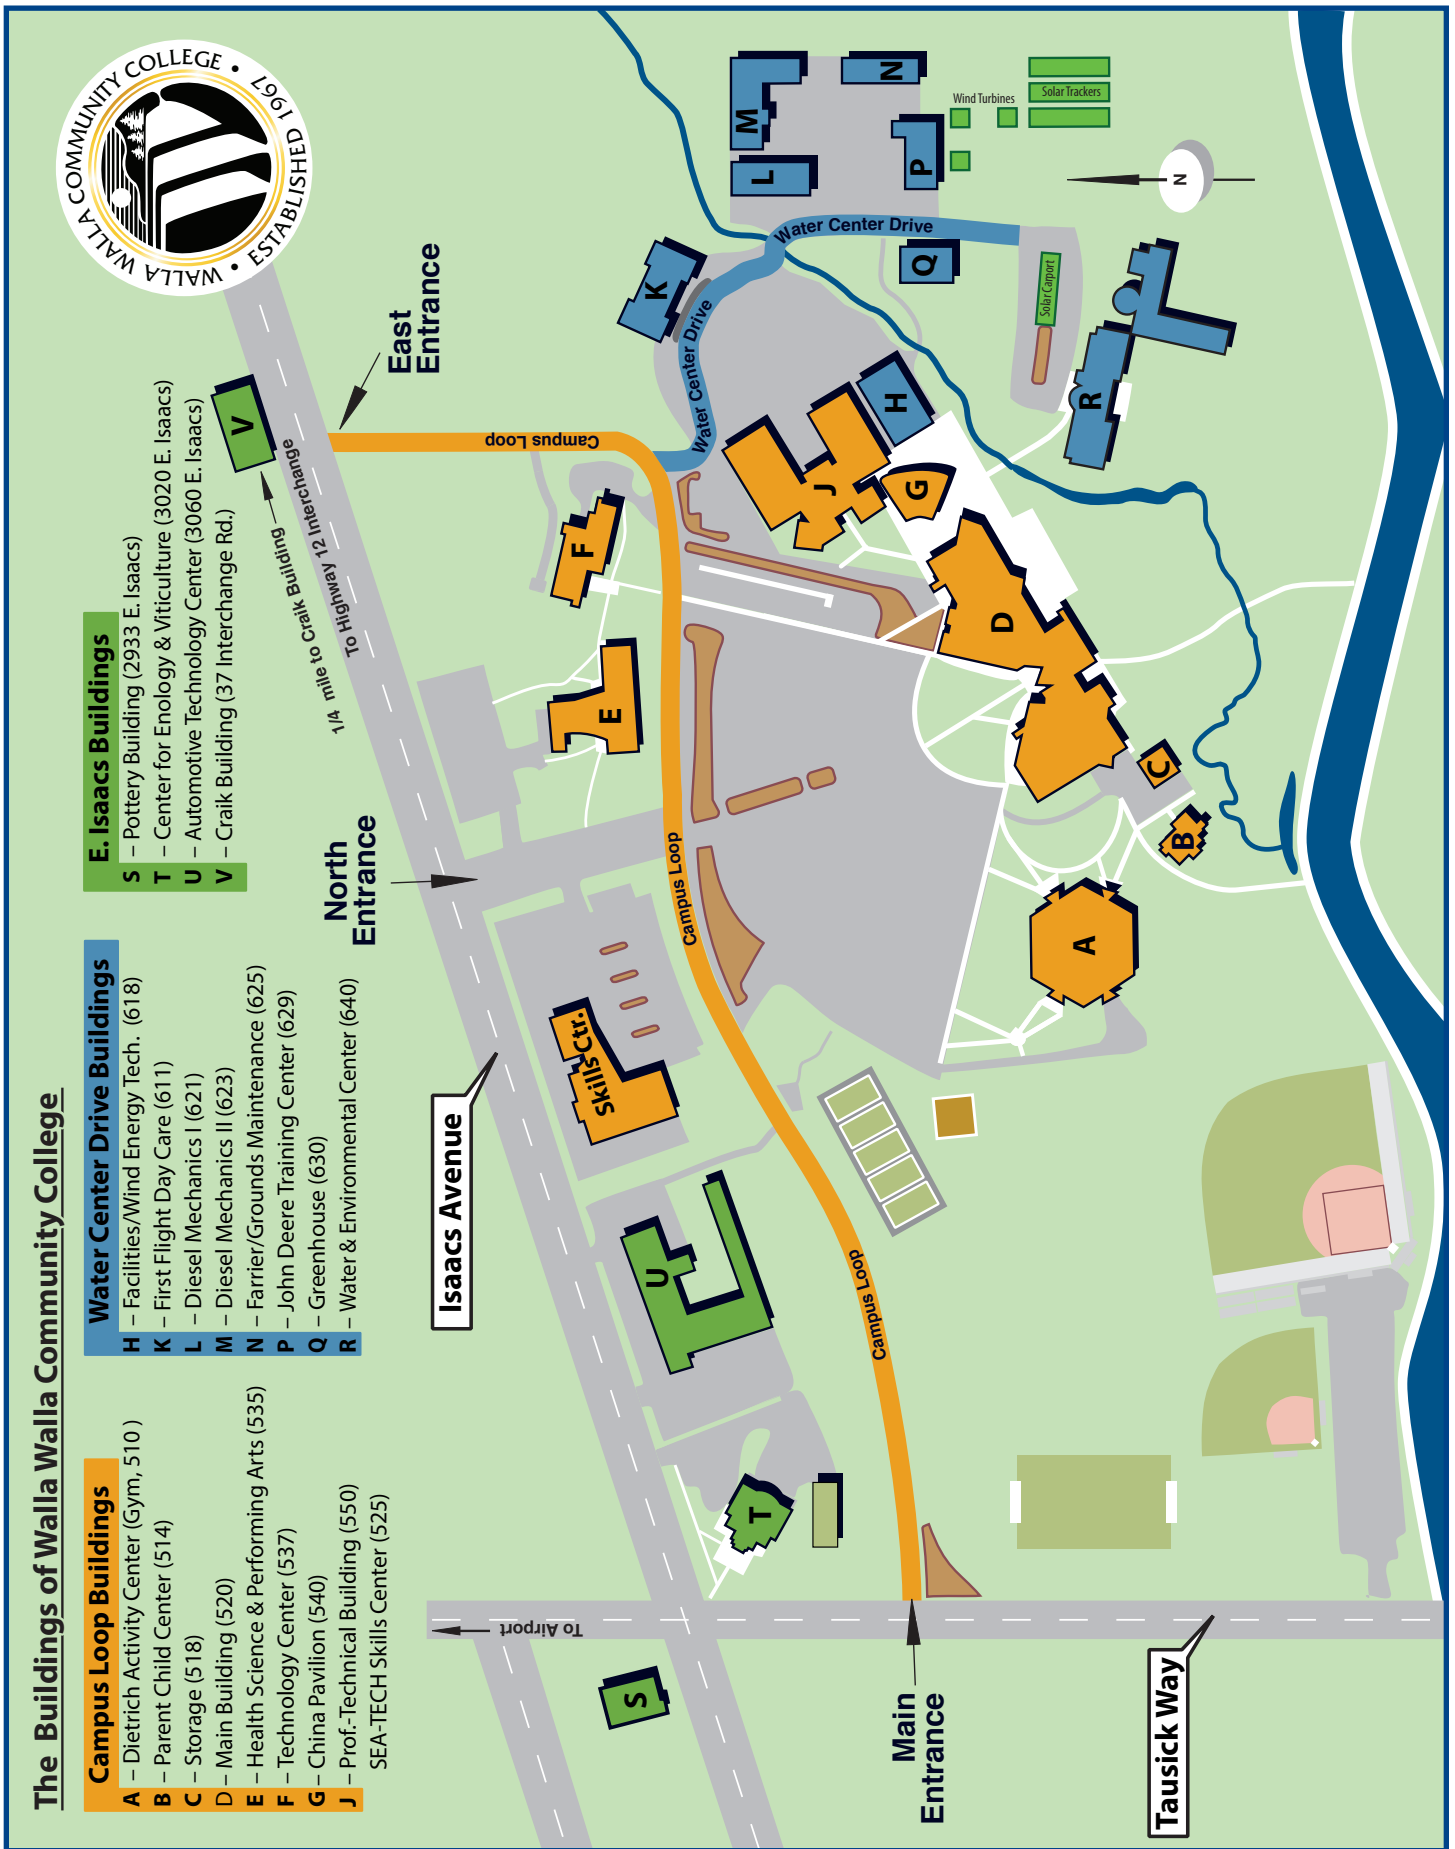 The Buildings of Walla Walla Community College
Campus Loop Buildings
A – Dietrich Activity Center (Gym, 510 )
B – Parent Child Center (514)
C – Storage (518)
D – Main Building (520)
E – Health Science & Performing Arts (535)
F – Technology Center (537)
G – China Pavilion (540)
J – Prof.-Technical Building (550)
SEA-TECH Skills Center (525)
Water Center Drive Buildings
H – Facilities/Wind Energy Tech. (618)
K – First Flight Day Care (611)
L – Diesel Mechanics I (621)
M – Diesel Mechanics II (623)
N – Farrier/Grounds Maintenance (625)
P – John Deere Training Center (629)
Q – Greenhouse (630)
R – Water & Environmental Center (640)
E. Isaacs Buildings
S – Pottery Building (2933 E. Isaacs)
T – Center for Enology & Viticulture (3020 E. Isaacs)
U – Automotive Technology Center (3060 E. Isaacs)
V – Craik Building (37 Interchange Rd.)
WALLA WALLA COMMUNITY COLLEGE • ESTABLISHED 1967 •
V
1/4 mile to Craik Building
To Highway 12 Interchange
East
Entrance
North
Entrance
Isaacs Avenue
Campus Loop
F
E
K
Water Center Drive
Water Center Drive
M
L
N
P
Q
Wind Turbines
Solar Trackers
N
Solar Carport
R
H
J
G
D
C
B
A
Campus Loop
Skills Ctr.
U
Campus Loop
T
To Airport
S
Main
Entrance
Tausick Way